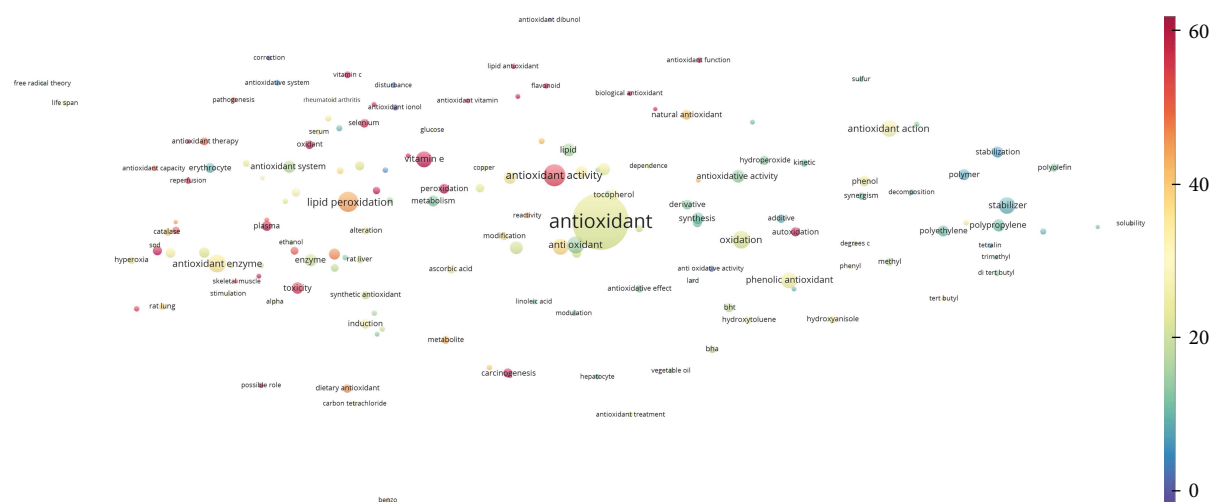 antioxidant dibunol
60
correction
antioxidant function
lipid antioxidant
vitamin c
free radical theory
antioxidative system
disturbance
flavonoid
sulfur
biological antioxidant
pathogenesis
rheumatoid arthritis
antioxidant vitamin
life span
antioxidant ionol
natural antioxidant
selenium
serum
glucose
antioxidant action
antioxidant therapy
oxidant
lipid
stabilization
vitamin e
hydroperoxide
kinetic
antioxidant capacity
erythrocyte
antioxidant system
copper
dependence
polyolefin
antioxidant activity
antioxidative activity
polymer
reperfusion
phenol
40
peroxidation
decomposition
tocopherol
synergism
lipid peroxidation
metabolism
derivative
stabilizer
reactivity
antioxidant
synthesis
additive
solubility
plasma
polypropylene
catalase
alteration
autoxidation
polyethylene
modification
oxidation
ethanol
anti oxidant
degrees c
sod
tetralin
hyperoxia
enzyme
rat liver
trimethyl
antioxidant enzyme
methyl
phenyl
ascorbic acid
anti oxidative activity
di tert butyl
skeletal muscle
lard
phenolic antioxidant
toxicity
antioxidative effect
stimulation
synthetic antioxidant
tert butyl
alpha
linoleic acid
rat lung
bht
modulation
hydroxytoluene
hydroxyanisole
induction
20
metabolite
bha
carcinogenesis
vegetable oil
hepatocyte
possible role
dietary antioxidant
carbon tetrachloride
antioxidant treatment
0
benzo